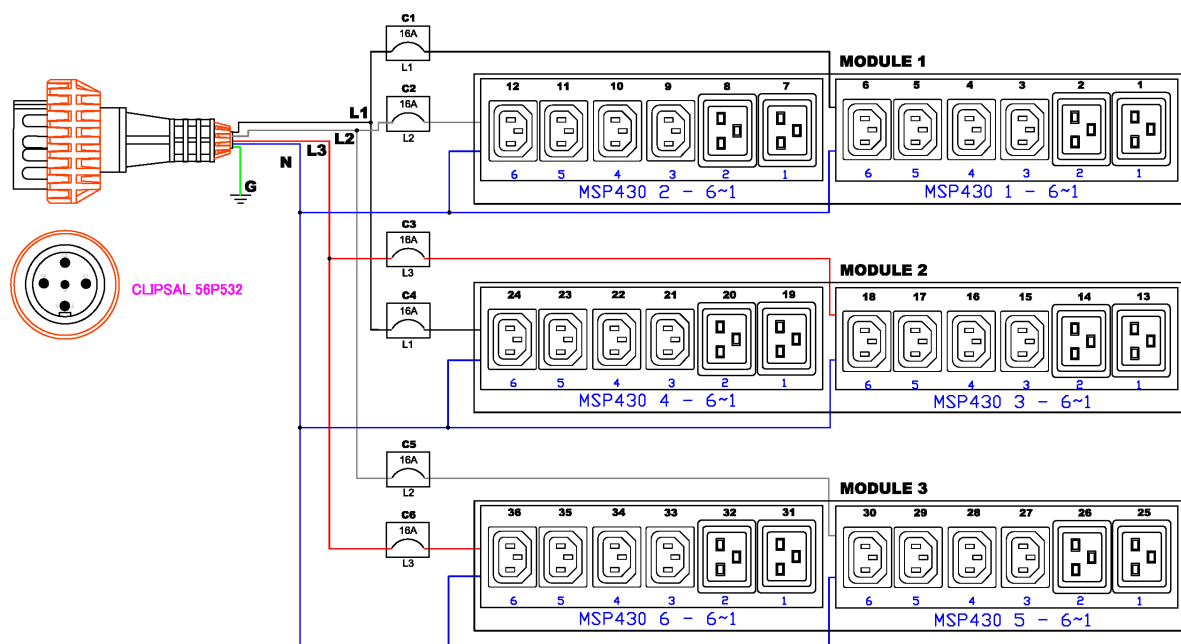 C1
16A
L1
MODULE 1
C2
16A
L2
12 11 10 9 8 7 6 5 4 3 2 1
L1
L2
L3
N
G
6 5 4 3 2 1 6 5 4 3 2 1
MSP430 2 - 6~1 MSP430 1 - 6~1
C3
16A
L3
MODULE 2
CLIPSAL 56P532
C4
16A
L1
24 23 22 21 20 19 18 17 16 15 14 13
6 5 4 3 2 1 6 5 4 3 2 1
MSP430 4 - 6~1 MSP430 3 - 6~1
C5
16A
L2
MODULE 3
C6
16A
L3
36 35 34 33 32 31 30 29 28 27 26 25
6 5 4 3 2 1 6 5 4 3 2 1
MSP430 6 - 6~1 MSP430 5 - 6~1